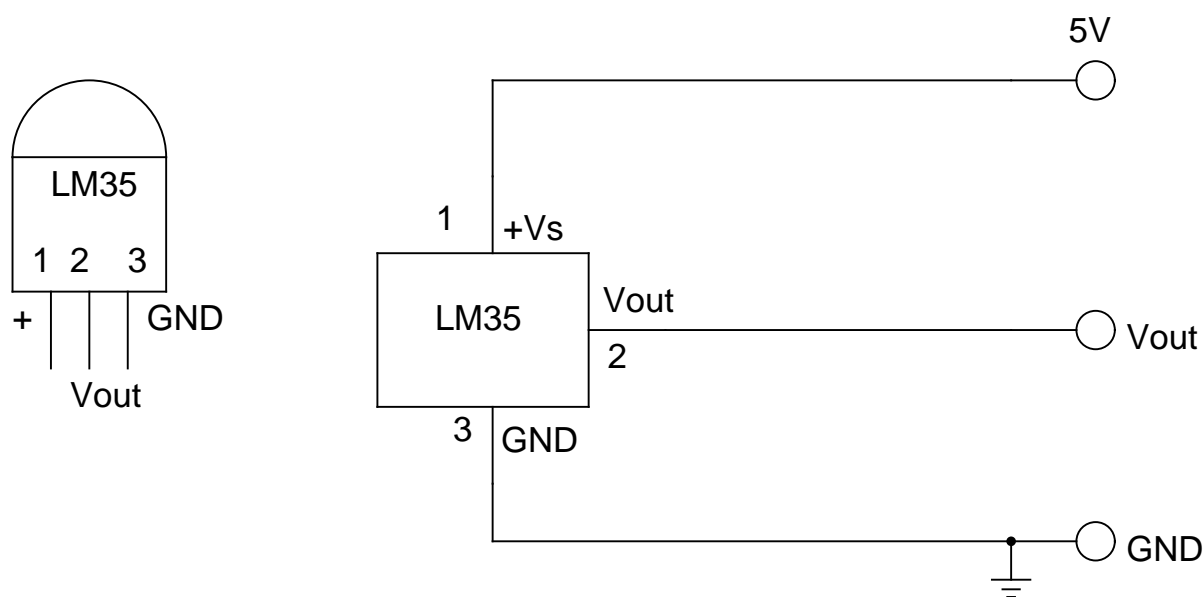 5V
LM35
1 2 3
+ GND
Vout
1
+Vs
LM35
Vout
2
Vout
3
GND
GND